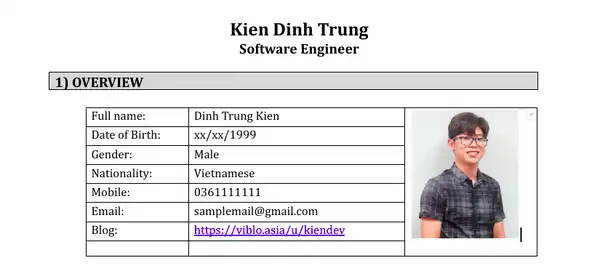 Kien Dinh Trung
Software Engineer
1) OVERVIEW
Full name: Dinh Trung Kien
Date of Birth: xx/xx/1999
Gender: Male
Nationality: Vietnamese
Mobile: 0361111111
Email: samplemail@gmail.com
Blog: https://viblo.asia/u/kiendev